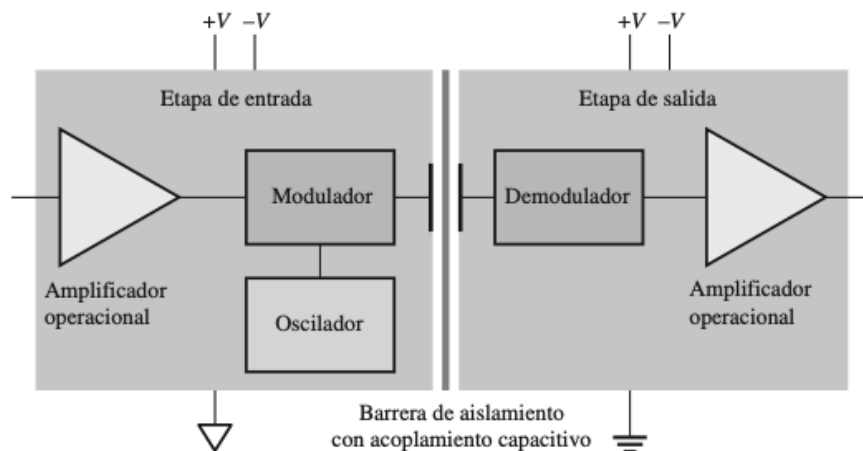 +V –V
+V –V
Etapa de entrada
Etapa de salida
Modulador
Demodulador
Amplificador
operacional
Oscilador
Amplificador
operacional
Barrera de aislamiento
con acoplamiento capacitivo